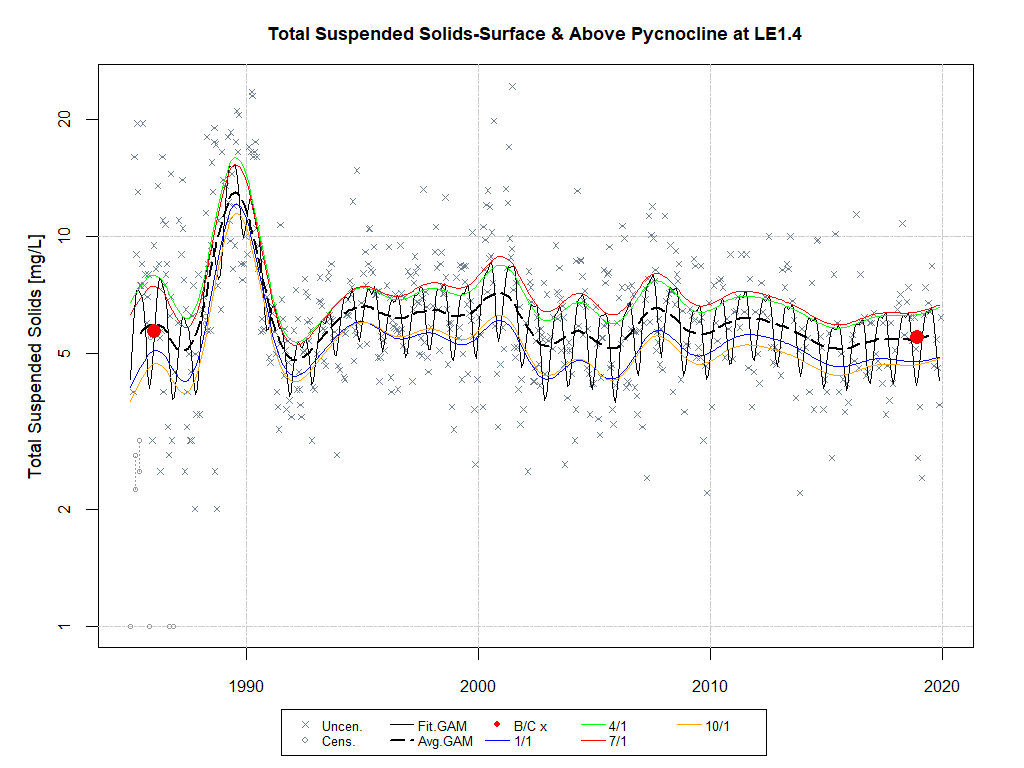 Total Suspended Solids-Surface & Above Pycnocline at LE1.4
Total Suspended Solids [mg/L]
20
10
5
2
1
1990 2000 2010 2020
Uncen. Fit.GAM B/C x 4/1 10/1
Cens. Avg.GAM 1/1 7/1